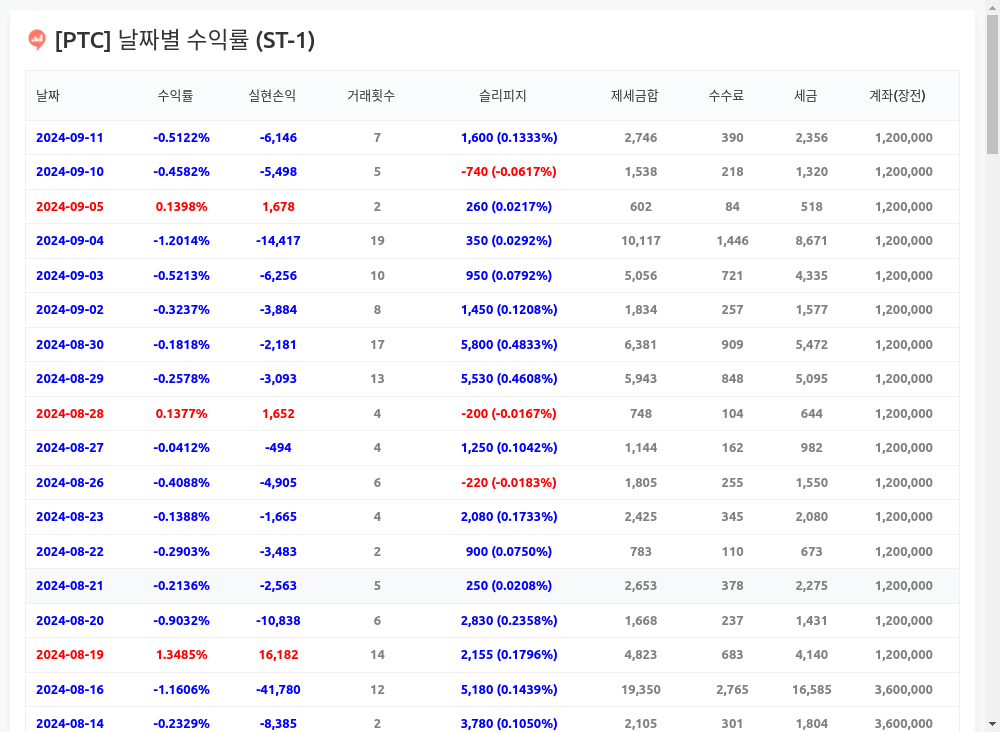 [PTC] 날짜별 수익률 (ST-1)
날짜 수익률 실현손익 거래횟수 슬리피지 제세금합 수수료 세금 계좌(장전)
2024-09-11 -0.5122% -6,146 7 1,600 (0.1333%) 2,746 390 2,356 1,200,000
2024-09-10 -0.4582% -5,498 5 -740 (-0.0617%) 1,538 218 1,320 1,200,000
2024-09-05 0.1398% 1,678 2 260 (0.0217%) 602 84 518 1,200,000
2024-09-04 -1.2014% -14,417 19 350 (0.0292%) 10,117 1,446 8,671 1,200,000
2024-09-03 -0.5213% -6,256 10 950 (0.0792%) 5,056 721 4,335 1,200,000
2024-09-02 -0.3237% -3,884 8 1,450 (0.1208%) 1,834 257 1,577 1,200,000
2024-08-30 -0.1818% -2,181 17 5,800 (0.4833%) 6,381 909 5,472 1,200,000
2024-08-29 -0.2578% -3,093 13 5,530 (0.4608%) 5,943 848 5,095 1,200,000
2024-08-28 0.1377% 1,652 4 -200 (-0.0167%) 748 104 644 1,200,000
2024-08-27 -0.0412% -494 4 1,250 (0.1042%) 1,144 162 982 1,200,000
2024-08-26 -0.4088% -4,905 6 -220 (-0.0183%) 1,805 255 1,550 1,200,000
2024-08-23 -0.1388% -1,665 4 2,080 (0.1733%) 2,425 345 2,080 1,200,000
2024-08-22 -0.2903% -3,483 2 900 (0.0750%) 783 110 673 1,200,000
2024-08-21 -0.2136% -2,563 5 250 (0.0208%) 2,653 378 2,275 1,200,000
2024-08-20 -0.9032% -10,838 6 2,830 (0.2358%) 1,668 237 1,431 1,200,000
2024-08-19 1.3485% 16,182 14 2,155 (0.1796%) 4,823 683 4,140 1,200,000
2024-08-16 -1.1606% -41,780 12 5,180 (0.1439%) 19,350 2,765 16,585 3,600,000
2024-08-14 -0.2329% -8,385 2 3,780 (0.1050%) 2,105 301 1,804 3,600,000